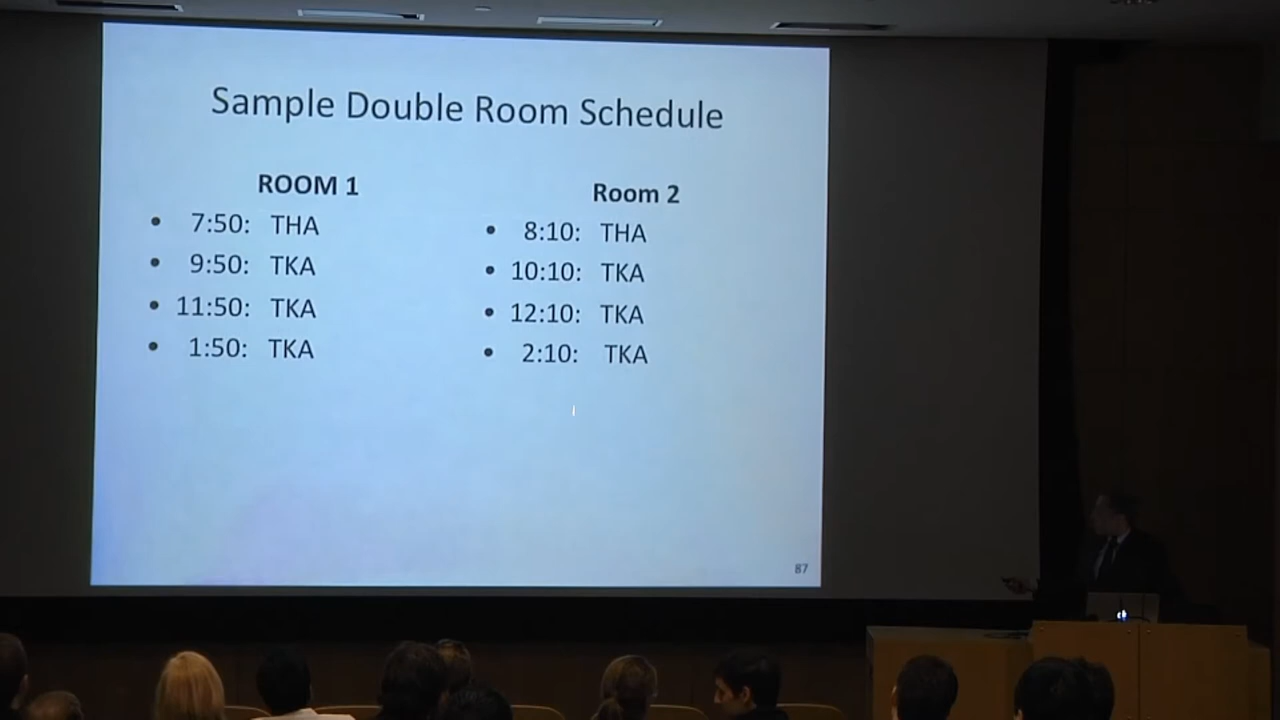 Sample Double Room Schedule
ROOM 1
• 7:50: THA
• 9:50: TKA
• 11:50: TKA
• 1:50: TKA
Room 2
• 8:10: THA
• 10:10: TKA
• 12:10: TKA
• 2:10: TKA
87